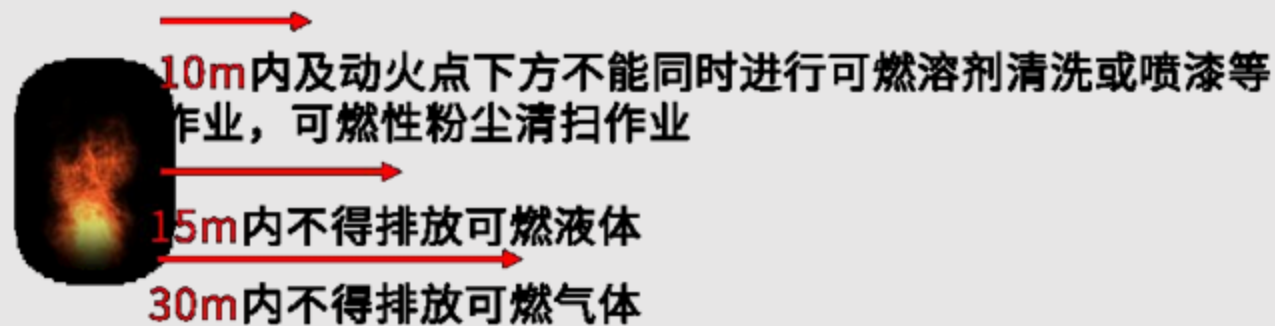 10m内及动火点下方不能同时进行可燃溶剂清洗或喷漆等
作业，可燃性粉尘清扫作业
15m内不得排放可燃液体
30m内不得排放可燃气体